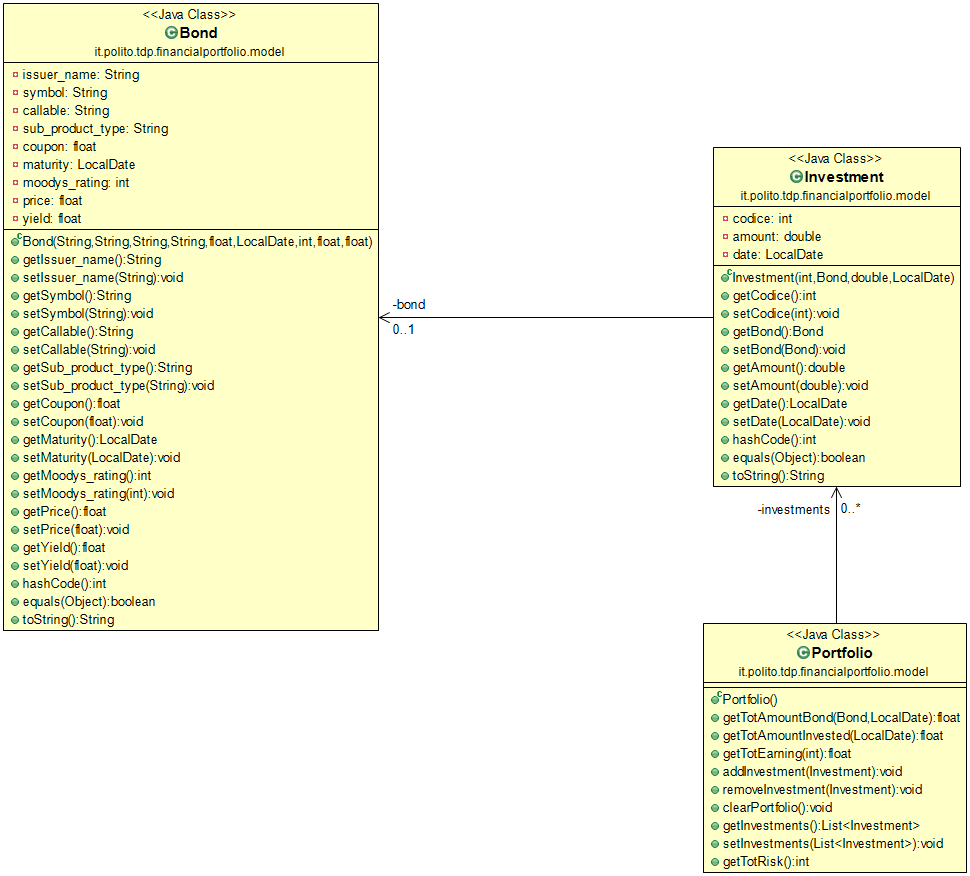 <<Java Class>>
Bond
it.polito.tdp.financialportfolio.model
issuer_name: String
symbol: String
callable: String
sub_product_type: String
coupon: float
maturity: LocalDate
moodys_rating: int
price: float
yield: float
Bond(String,String,String,String,float,LocalDate,int,float,float)
getIssuer_name():String
setIssuer_name(String):void
getSymbol():String
setSymbol(String):void
getCallable():String
setCallable(String):void
getSub_product_type():String
setSub_product_type(String):void
getCoupon():float
setCoupon(float):void
getMaturity():LocalDate
setMaturity(LocalDate):void
getMoodys_rating():int
setMoodys_rating(int):void
getPrice():float
setPrice(float):void
getYield():float
setYield(float):void
hashCode():int
equals(Object):boolean
toString():String
-bond
0..1
<<Java Class>>
Investment
it.polito.tdp.financialportfolio.model
codice: int
amount: double
date: LocalDate
Investment(int,Bond,double,LocalDate)
getCodice():int
setCodice(int):void
getBond():Bond
setBond(Bond):void
getAmount():double
setAmount(double):void
getDate():LocalDate
setDate(LocalDate):void
hashCode():int
equals(Object):boolean
toString():String
-investments 0..*
<<Java Class>>
Portfolio
it.polito.tdp.financialportfolio.model
Portfolio()
getTotAmountBond(Bond,LocalDate):float
getTotAmountInvested(LocalDate):float
getTotEarning(int):float
addInvestment(Investment):void
removeInvestment(Investment):void
clearPortfolio():void
getInvestments():List<Investment>
setInvestments(List<Investment>):void
getTotRisk():int